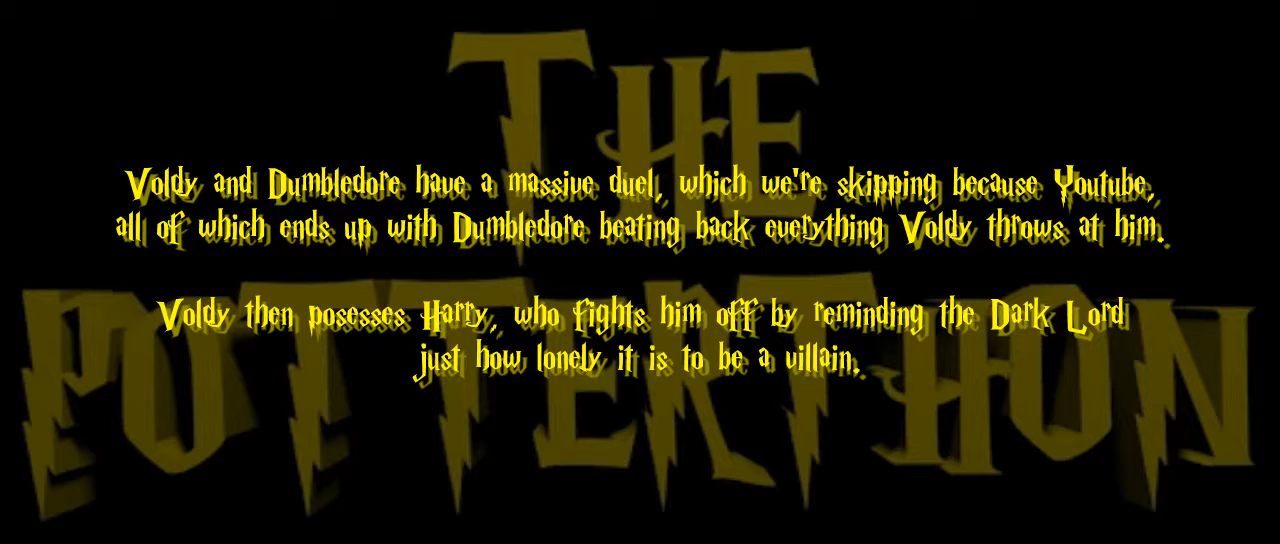 THE
POTTERTHON
Voldy and Dumbledore have a massive duel, which we're skipping because Youtube,
all of which ends up with Dumbledore beating back everything Voldy throws at him.
Voldy then posesses Harry, who fights him off by reminding the Dark Lord
just how lonely it is to be a villain.